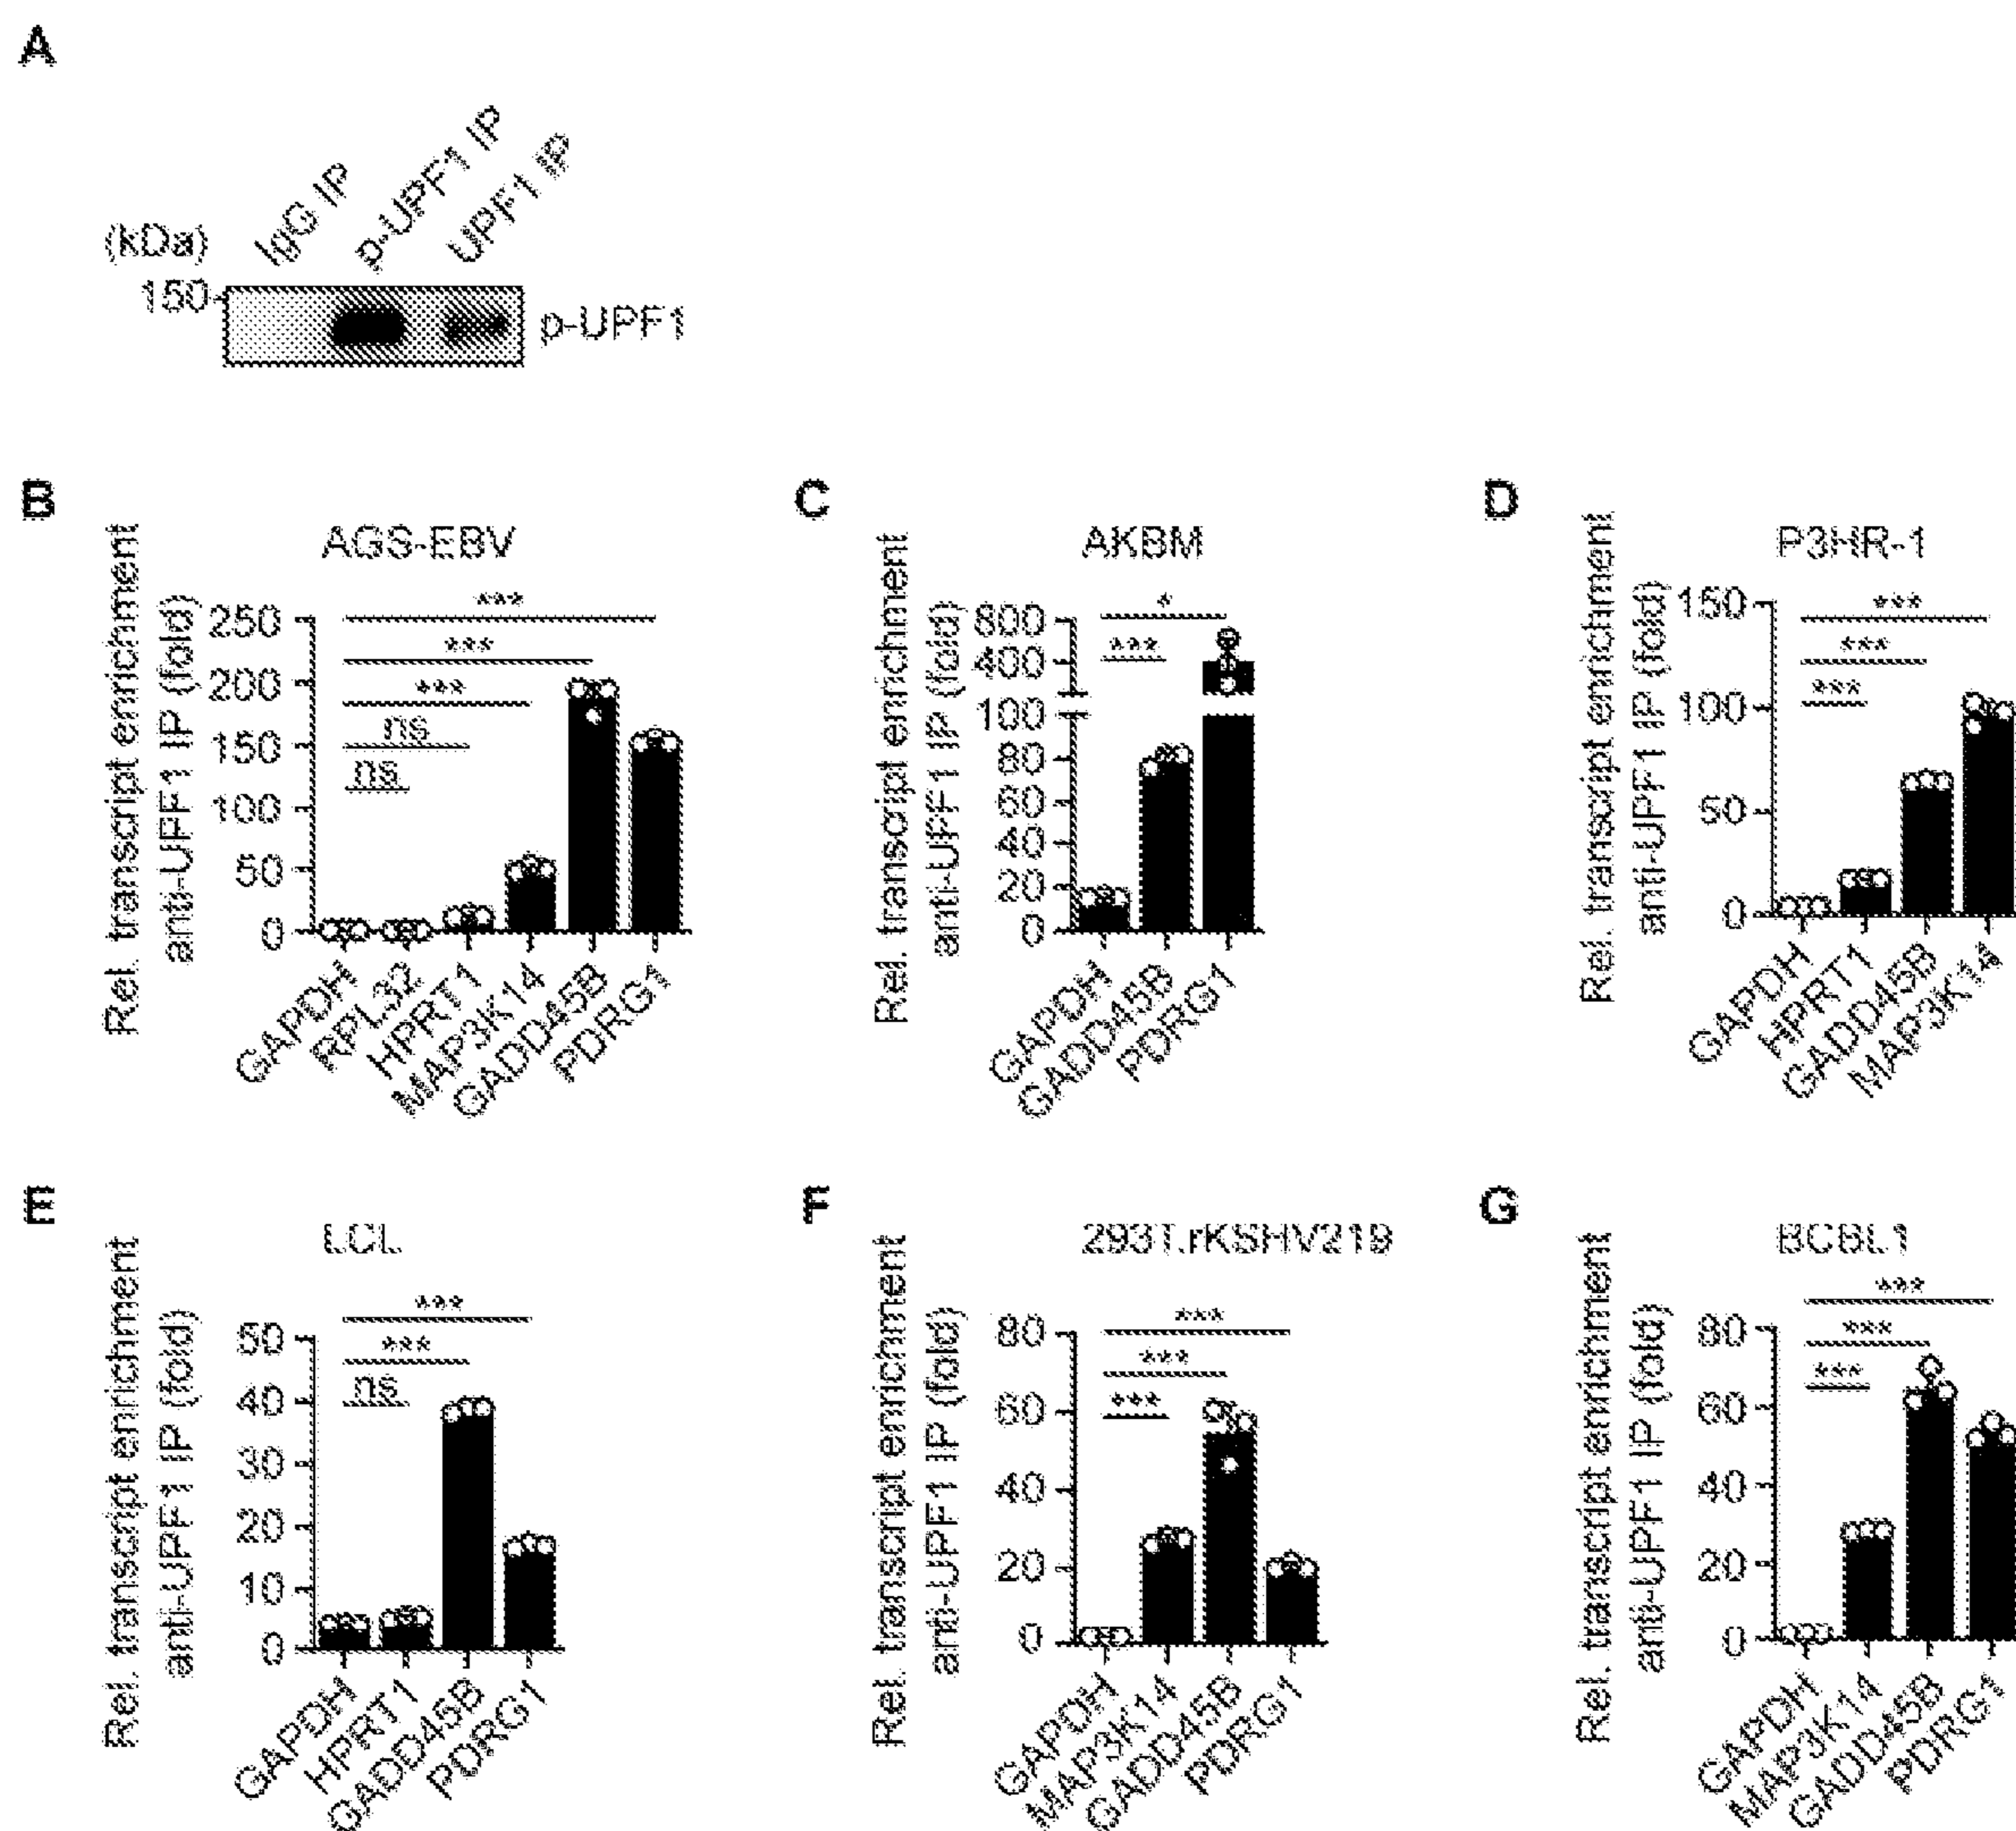 A
IgG IP
p-UPF1 IP
UPF1 IP
(kDa)
150
p-UPF1
B
AGS-EBV
Rel. transcript enrichment
anti-UPF1 IP (fold)
250
200
150
100
50
0
***
***
***
ns
ns
GAPDH
RPL32
HPRT1
MAP3K14
GADD45B
PDRG1
C
AKBM
Rel. transcript enrichment
anti-UPF1 IP (fold)
800
400
100
80
60
40
20
0
*
***
GAPDH
GADD45B
PDRG1
D
P3HR-1
Rel. transcript enrichment
anti-UPF1 IP (fold)
150
100
50
0
***
***
***
GAPDH
HPRT1
GADD45B
MAP3K14
E
LCL
Rel. transcript enrichment
anti-UPF1 IP (fold)
50
40
30
20
10
0
***
***
ns
GAPDH
HPRT1
GADD45B
PDRG1
F
293T.rKSHV219
Rel. transcript enrichment
anti-UPF1 IP (fold)
80
60
40
20
0
***
***
***
GAPDH
MAP3K14
GADD45B
PDRG1
G
BCBL1
Rel. transcript enrichment
anti-UPF1 IP (fold)
80
60
40
20
0
***
***
***
GAPDH
MAP3K14
GADD45B
PDRG1